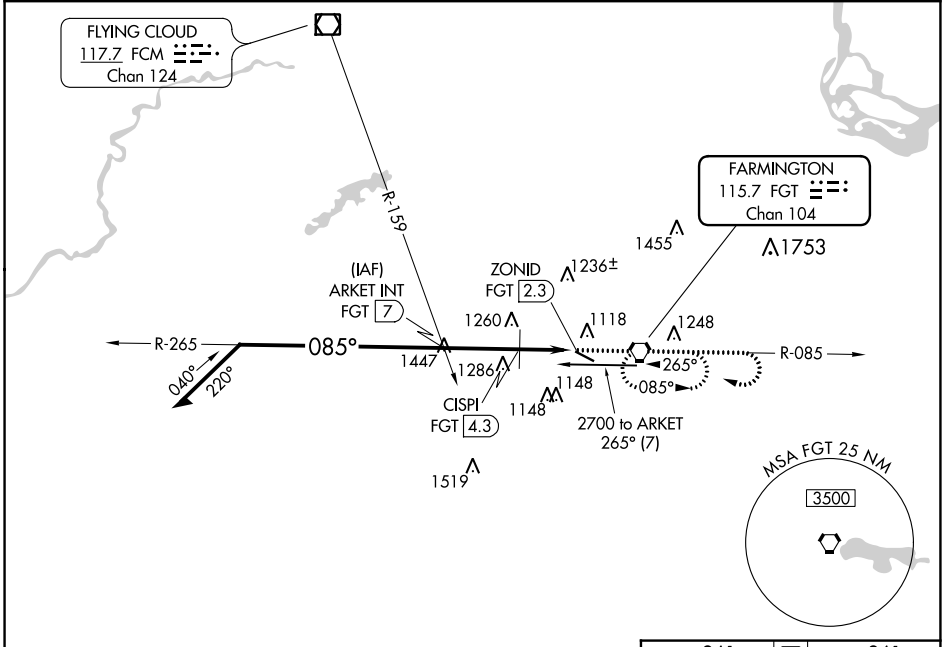 FLYING CLOUD
117.7 FCM
Chan 124
FARMINGTON
115.7 FGT
Chan 104
R-159
1455
1753
(IAF)
ARKET INT
FGT 7
ZONID
FGT 2.3
1236±
1260
1118
1248
R-265
085°
1447
1286
265°
R-085
040°
220°
085°
CISPI
FGT 4.3
1148
1148
2700 to ARKET
265° (7)
1519
MSA FGT 25 NM
3500